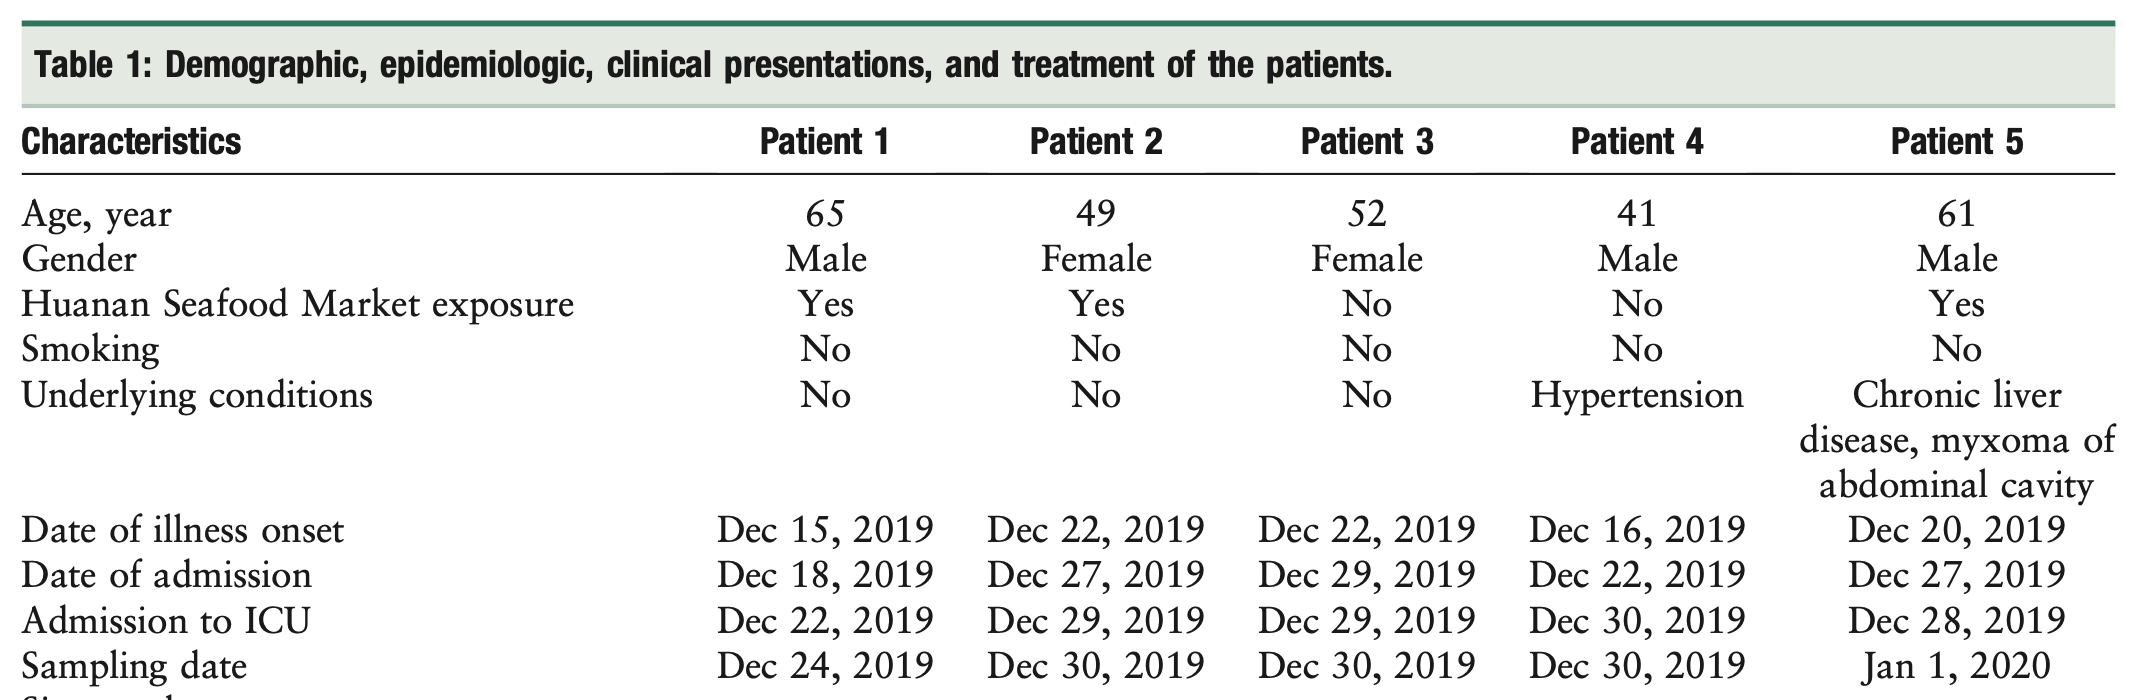 Table 1: Demographic, epidemiologic, clinical presentations, and treatment of the patients.
Characteristics Patient 1 Patient 2 Patient 3 Patient 4 Patient 5
Age, year 65 49 52 41 61
Gender Male Female Female Male Male
Huanan Seafood Market exposure Yes Yes No No Yes
Smoking No No No No No
Underlying conditions No No No Hypertension Chronic liver
disease, myxoma of
abdominal cavity
Date of illness onset Dec 15, 2019 Dec 22, 2019 Dec 22, 2019 Dec 16, 2019 Dec 20, 2019
Date of admission Dec 18, 2019 Dec 27, 2019 Dec 29, 2019 Dec 22, 2019 Dec 27, 2019
Admission to ICU Dec 22, 2019 Dec 29, 2019 Dec 29, 2019 Dec 30, 2019 Dec 28, 2019
Sampling date Dec 24, 2019 Dec 30, 2019 Dec 30, 2019 Dec 30, 2019 Jan 1, 2020